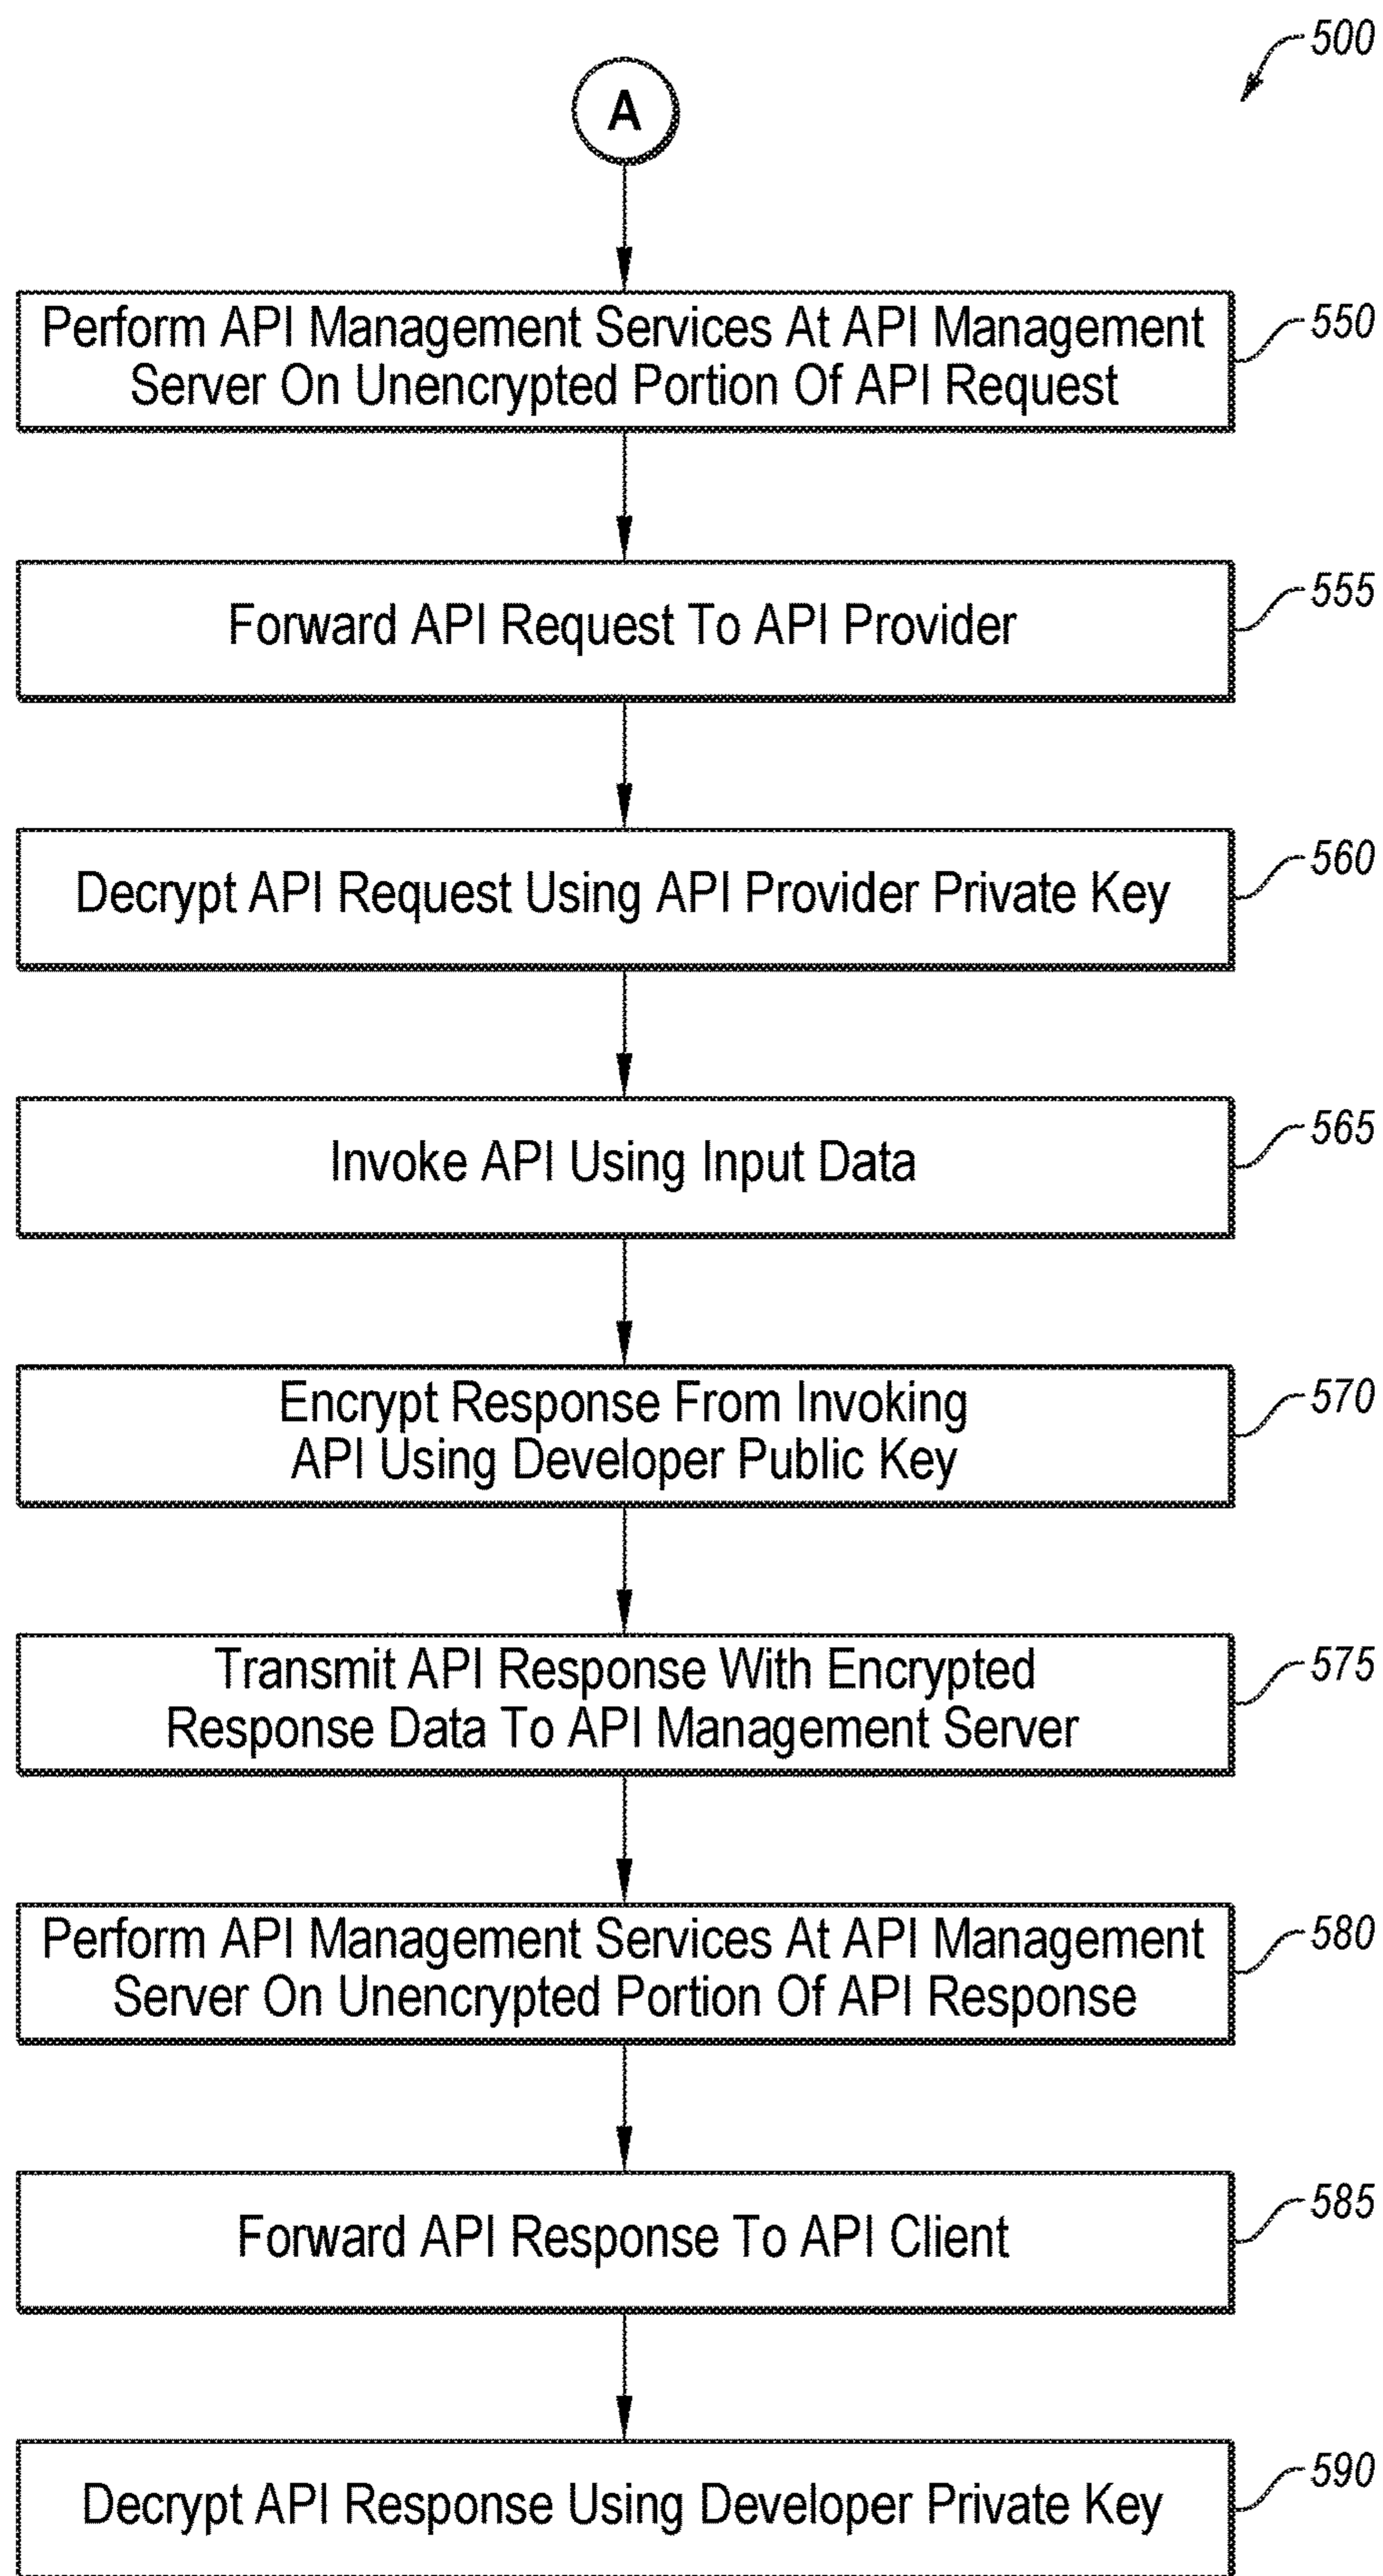 500
A
Perform API Management Services At API Management
Server On Unencrypted Portion Of API Request
550
Forward API Request To API Provider
555
Decrypt API Request Using API Provider Private Key
560
Invoke API Using Input Data
565
Encrypt Response From Invoking
API Using Developer Public Key
570
Transmit API Response With Encrypted
Response Data To API Management Server
575
Perform API Management Services At API Management
Server On Unencrypted Portion Of API Response
580
Forward API Response To API Client
585
Decrypt API Response Using Developer Private Key
590